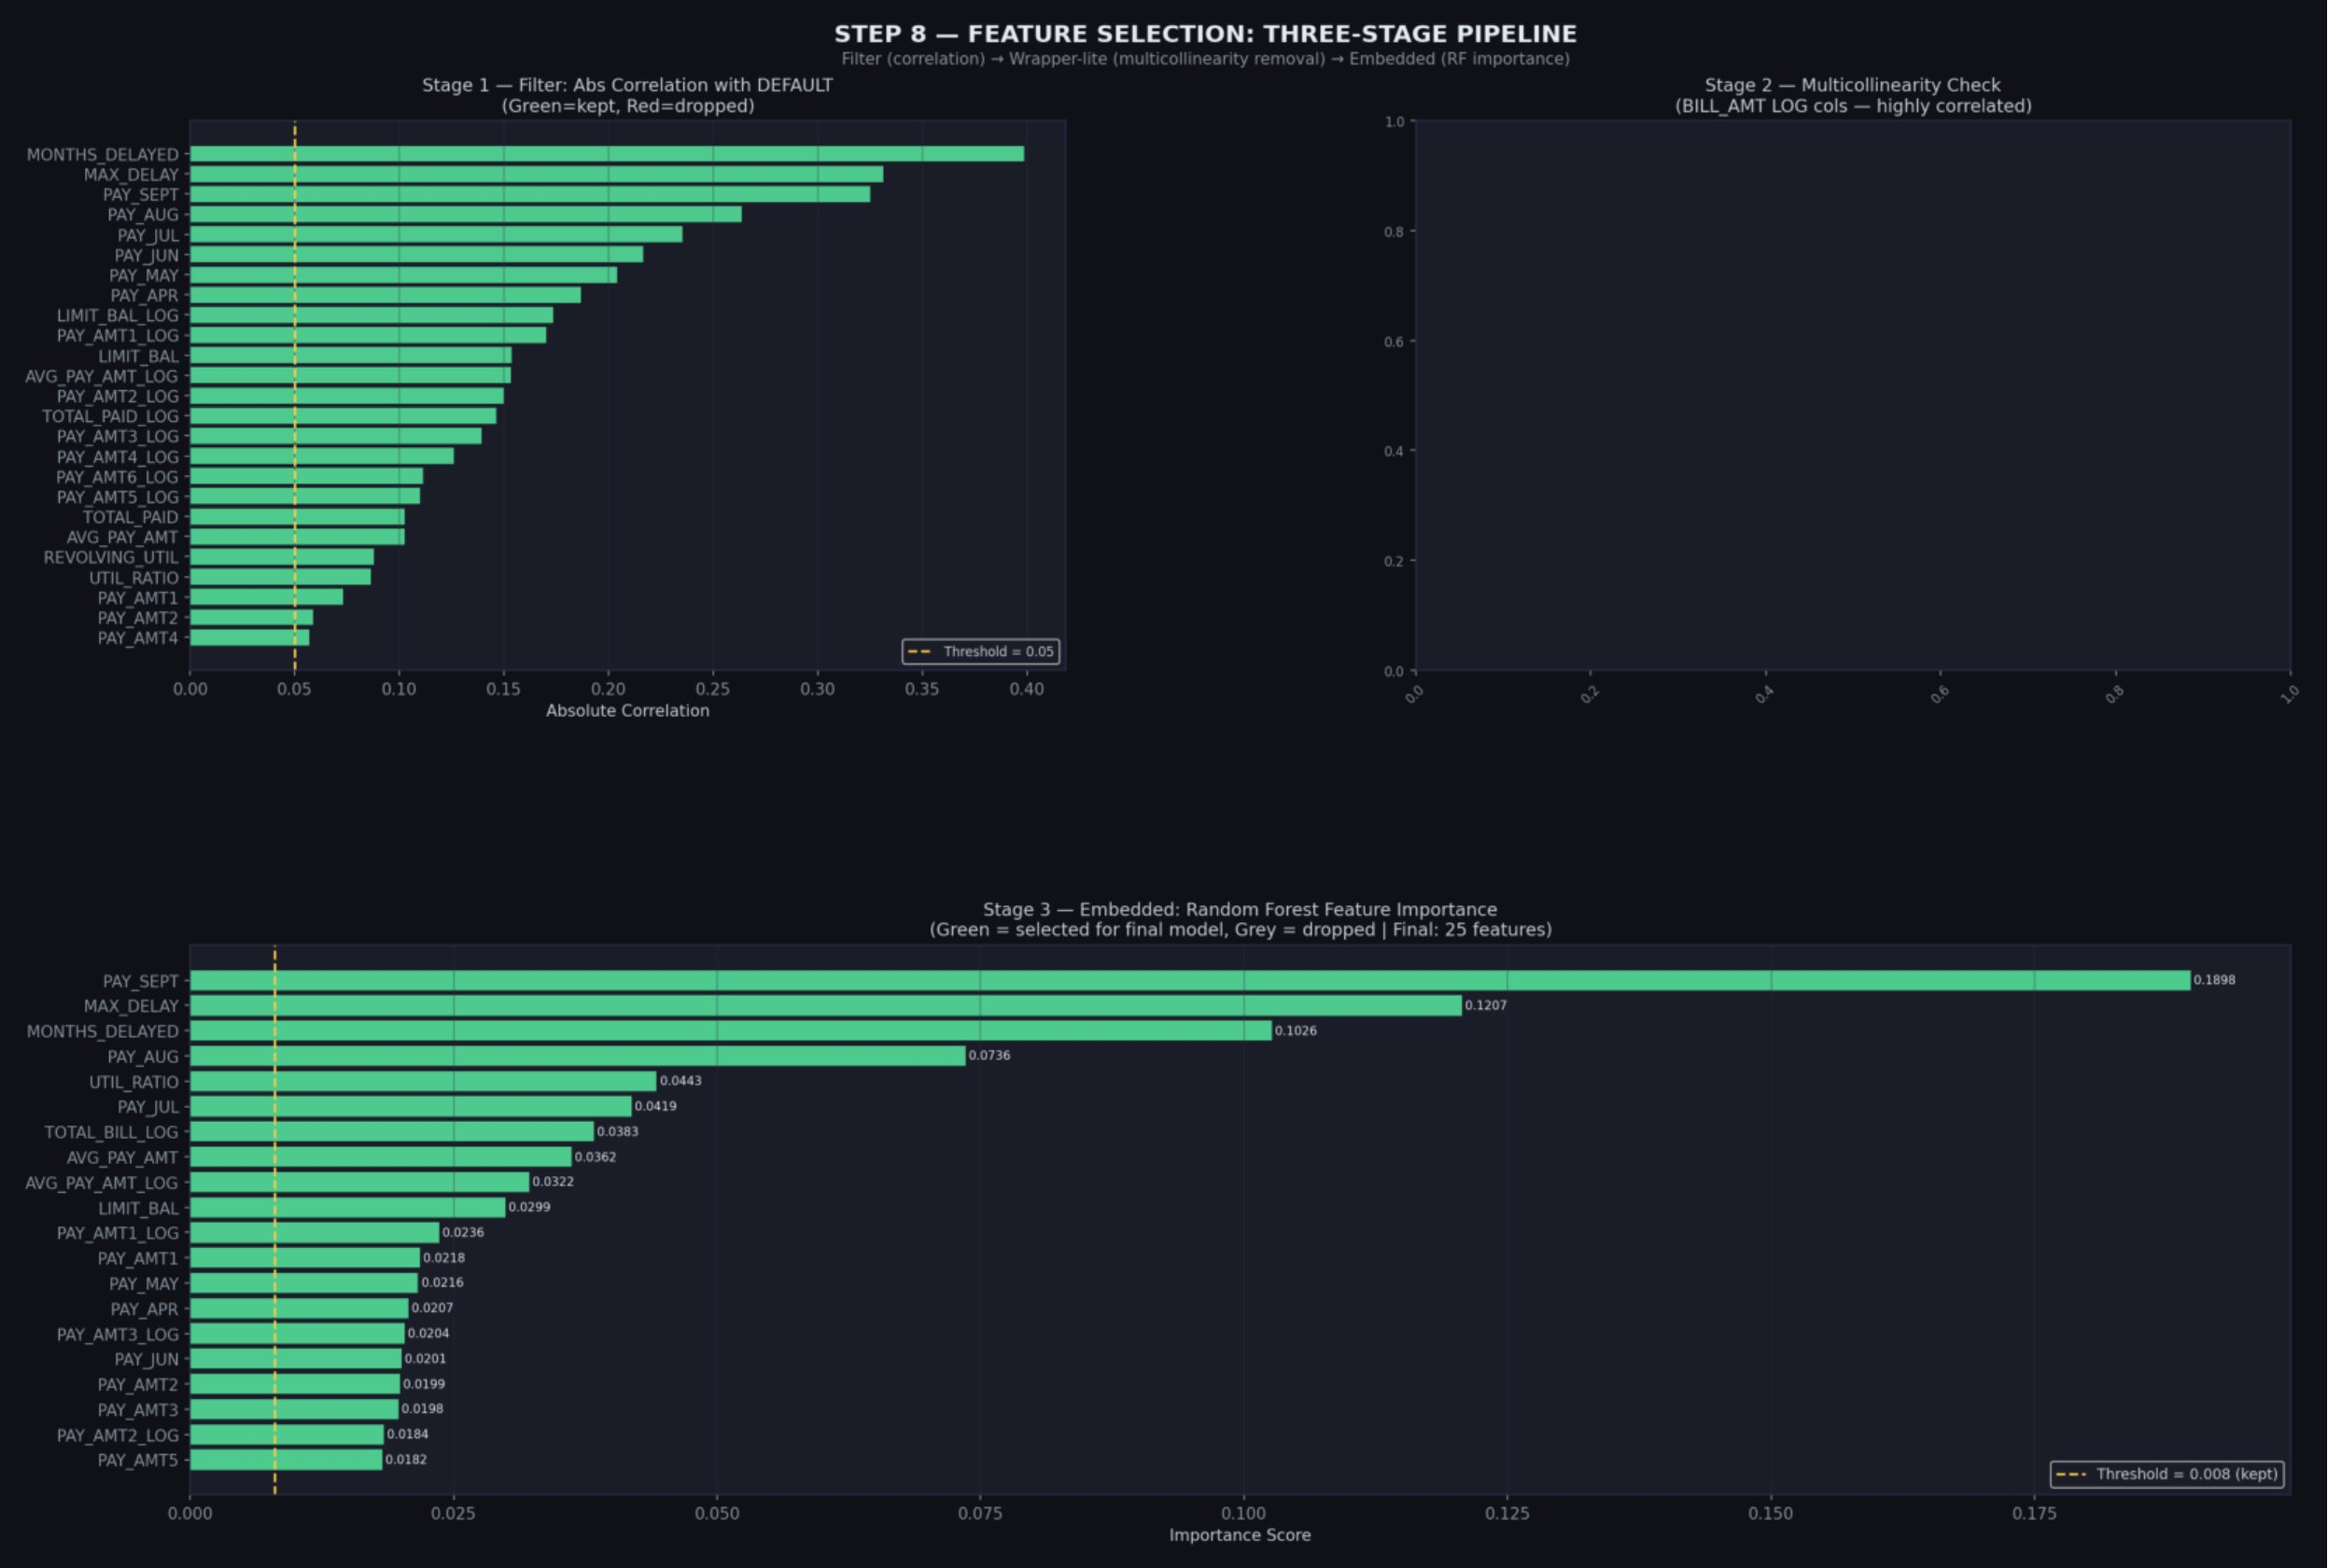 STEP 8 — FEATURE SELECTION: THREE-STAGE PIPELINE
Filter (correlation) → Wrapper-lite (multicollinearity removal) → Embedded (RF importance)
Stage 1 — Filter: Abs Correlation with DEFAULT
(Green=kept, Red=dropped)
MONTHS_DELAYED
MAX_DELAY
PAY_SEPT
PAY_AUG
PAY_JUL
PAY_JUN
PAY_MAY
PAY_APR
LIMIT_BAL_LOG
PAY_AMT1_LOG
LIMIT_BAL
AVG_PAY_AMT_LOG
PAY_AMT2_LOG
TOTAL_PAID_LOG
PAY_AMT3_LOG
PAY_AMT4_LOG
PAY_AMT6_LOG
PAY_AMT5_LOG
TOTAL_PAID
AVG_PAY_AMT
REVOLVING_UTIL
UTIL_RATIO
PAY_AMT1
PAY_AMT2
PAY_AMT4
Threshold = 0.05
0.00 0.05 0.10 0.15 0.20 0.25 0.30 0.35 0.40
Absolute Correlation
Stage 2 — Multicollinearity Check
(BILL_AMT LOG cols — highly correlated)
1.0
0.8
0.6
0.4
0.2
0.0
0.0 0.2 0.4 0.6 0.8 1.0
Stage 3 — Embedded: Random Forest Feature Importance
(Green = selected for final model, Grey = dropped | Final: 25 features)
PAY_SEPT 0.1898
MAX_DELAY 0.1207
MONTHS_DELAYED 0.1026
PAY_AUG 0.0736
UTIL_RATIO 0.0443
PAY_JUL 0.0419
TOTAL_BILL_LOG 0.0383
AVG_PAY_AMT 0.0362
AVG_PAY_AMT_LOG 0.0322
LIMIT_BAL 0.0299
PAY_AMT1_LOG 0.0236
PAY_AMT1 0.0218
PAY_MAY 0.0216
PAY_APR 0.0207
PAY_AMT3_LOG 0.0204
PAY_JUN 0.0201
PAY_AMT2 0.0199
PAY_AMT3 0.0198
PAY_AMT2_LOG 0.0184
PAY_AMT5 0.0182
Threshold = 0.008 (kept)
0.000 0.025 0.050 0.075 0.100 0.125 0.150 0.175
Importance Score